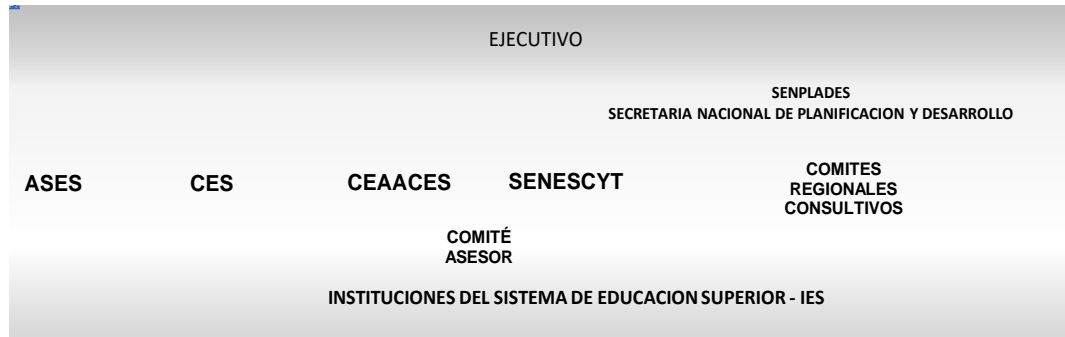 EJECUTIVO
SENPLADES
SECRETARIA NACIONAL DE PLANIFICACION Y DESARROLLO
ASES
CES
CEAACES
SENESCYT
COMITES
REGIONALES
CONSULTIVOS
COMITÉ
ASESOR
INSTITUCIONES DEL SISTEMA DE EDUCACION SUPERIOR - IES